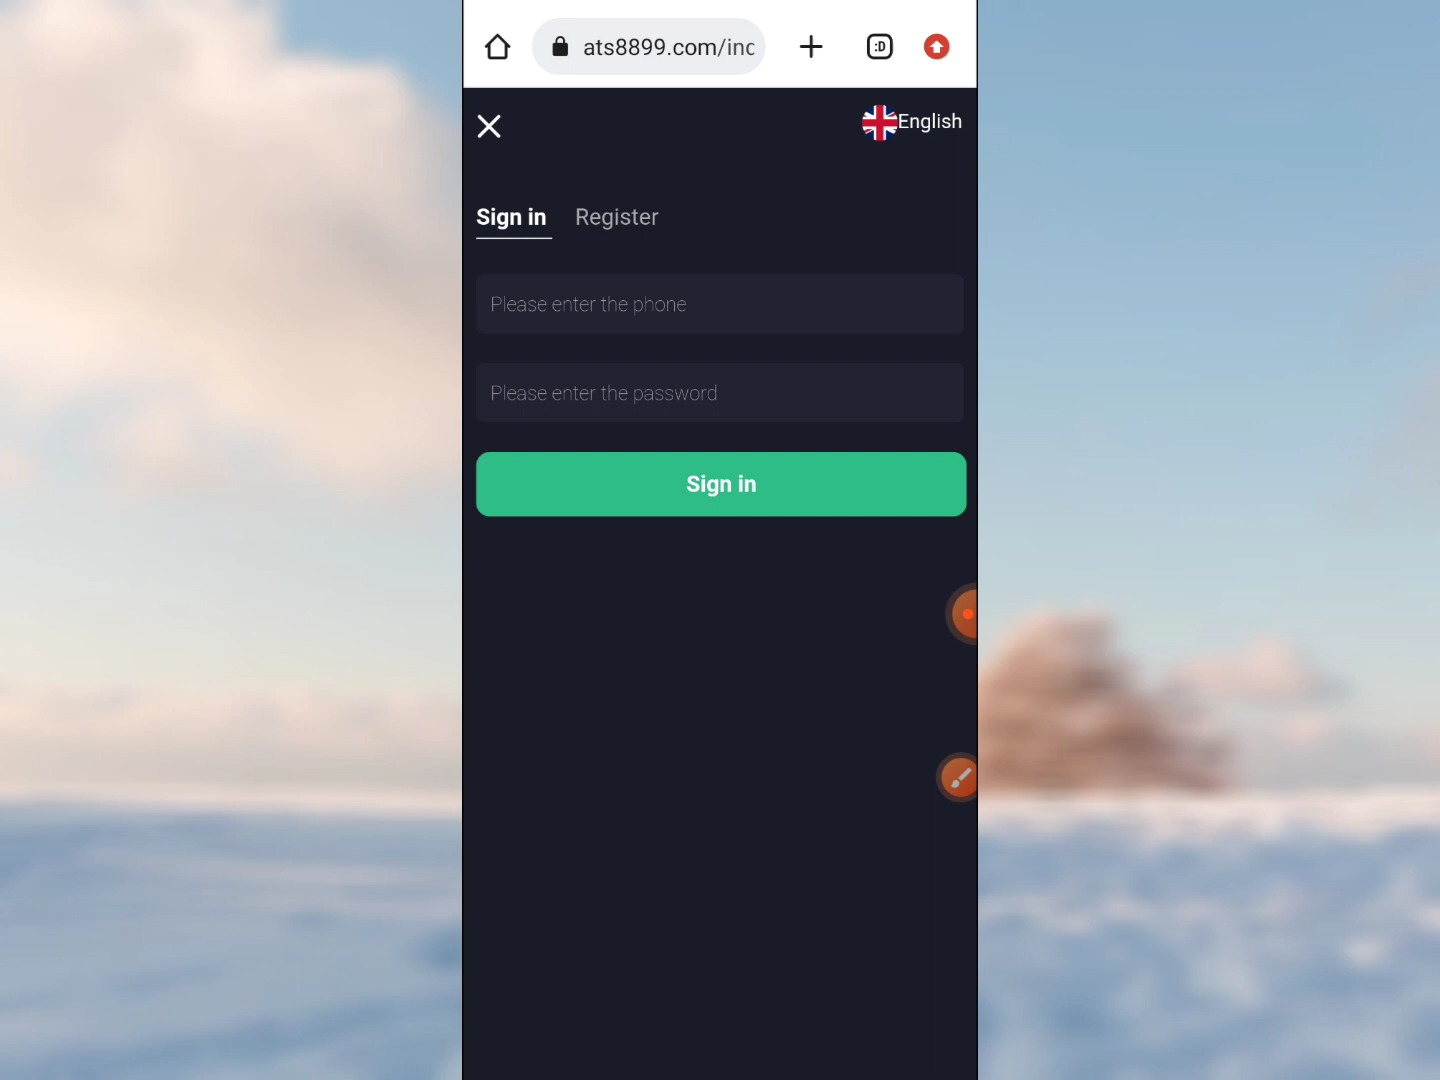 ats8899.com/inc
:D
English
Sign in Register
Please enter the phone
Please enter the password
Sign in